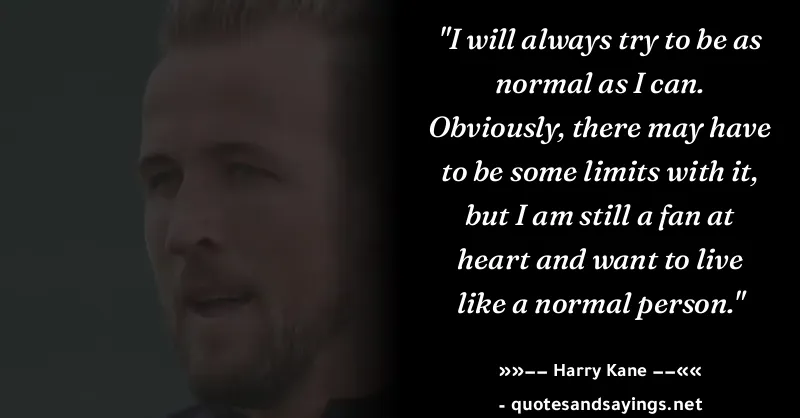 "I will always try to be as
normal as I can.
Obviously, there may have
to be some limits with it,
but I am still a fan at
heart and want to live
like a normal person."
»»−− Harry Kane −−««
- quotesandsayings.net